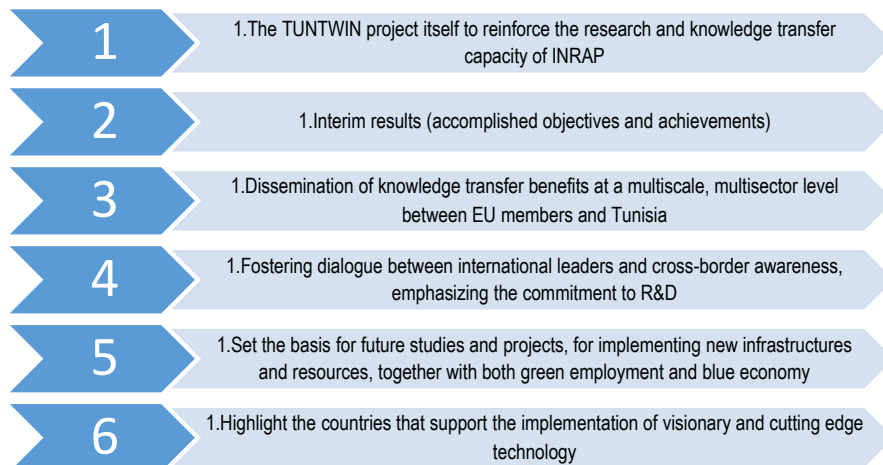 1
1.The TUNTWIN project itself to reinforce the research and knowledge transfer
capacity of INRAP
2
1.Interim results (accomplished objectives and achievements)
3
1.Dissemination of knowledge transfer benefits at a multiscale, multisector level
between EU members and Tunisia
4
1.Fostering dialogue between international leaders and cross-border awareness,
emphasizing the commitment to R&D
5
1.Set the basis for future studies and projects, for implementing new infrastructures
and resources, together with both green employment and blue economy
6
1.Highlight the countries that support the implementation of visionary and cutting edge
technology